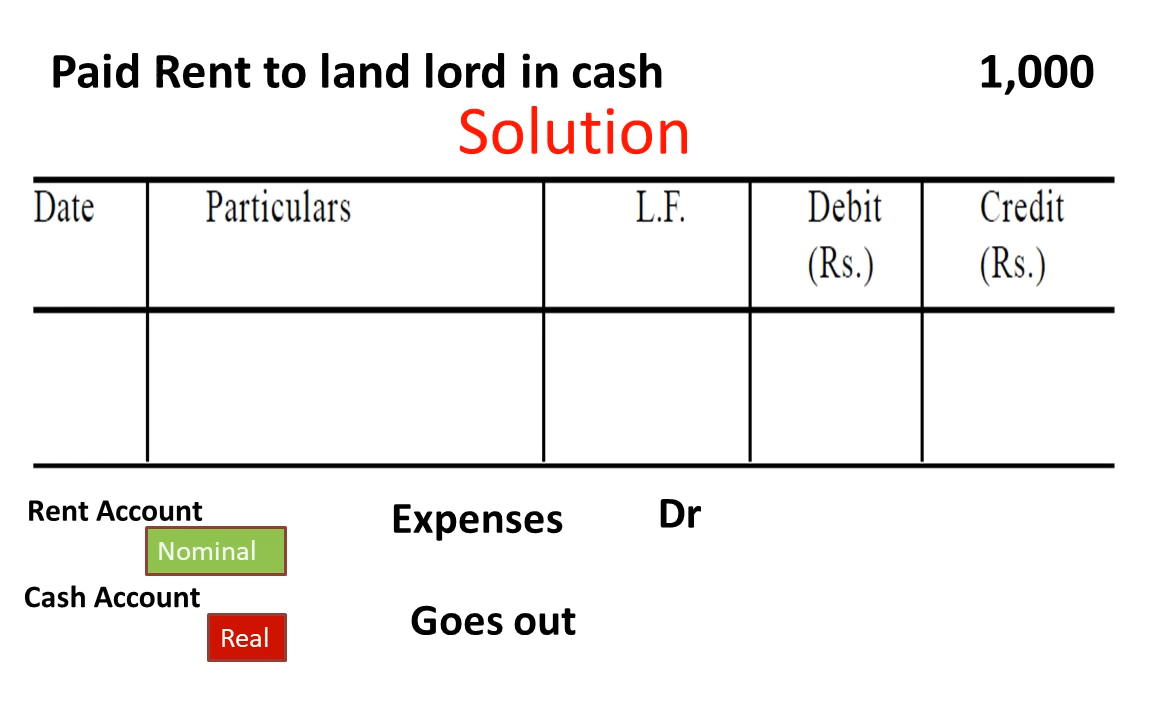 Paid Rent to land lord in cash 1,000
Solution
Date Particulars L.F. Debit Credit
(Rs.) (Rs.)
Rent Account Expenses Dr
Nominal
Cash Account
Goes out
Real